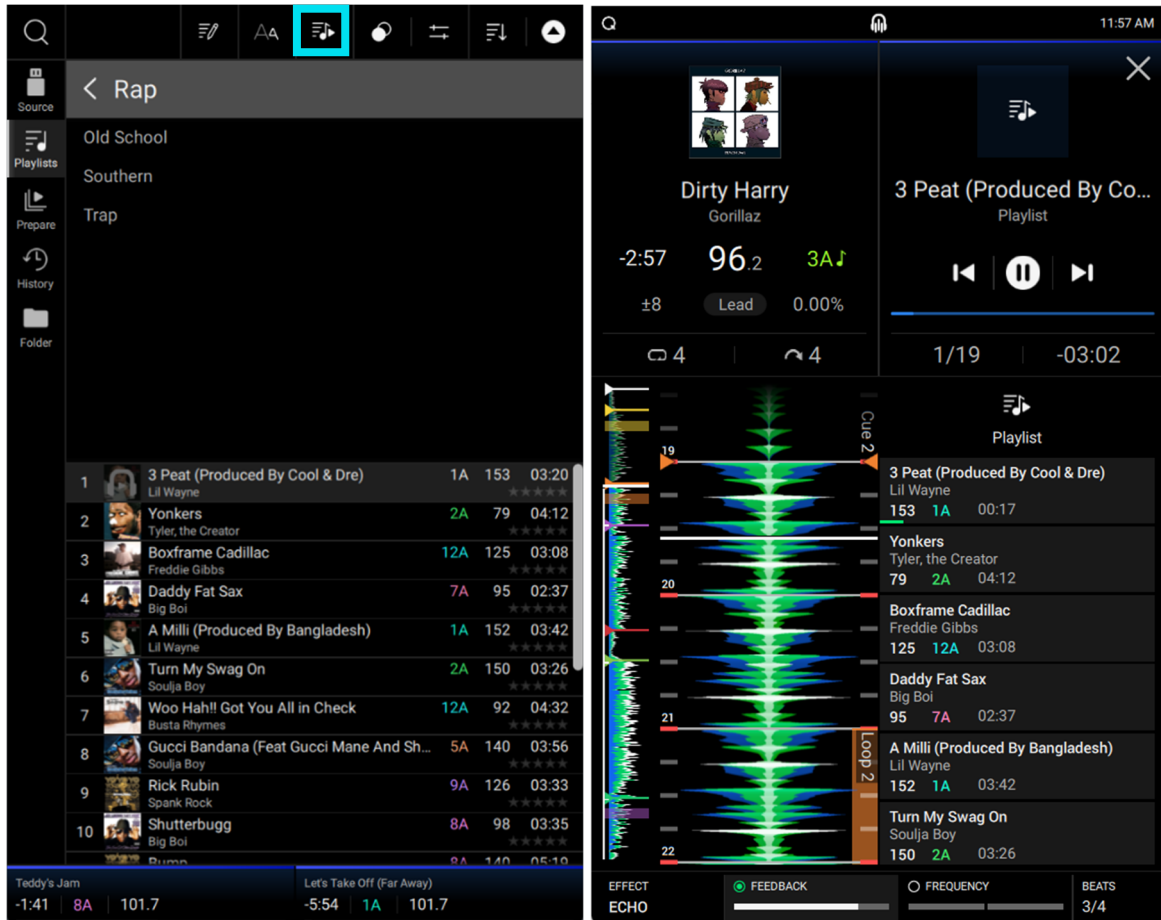 AA
Source
Playlists
Prepare
History
Folder
Rap
Old School
Southern
Trap
1 3 Peat (Produced By Cool & Dre) 1A 153 03:20
Lil Wayne
2 Yonkers 2A 79 04:12
Tyler, the Creator
3 Boxframe Cadillac 12A 125 03:08
Freddie Gibbs
4 Daddy Fat Sax 7A 95 02:37
Big Boi
5 A Milli (Produced By Bangladesh) 1A 152 03:42
Lil Wayne
6 Turn My Swag On 2A 150 03:26
Soulja Boy
7 Woo Hah!! Got You All in Check 12A 92 04:32
Busta Rhymes
8 Gucci Bandana (Feat Gucci Mane And Sh... 5A 140 03:56
Soulja Boy
9 Rick Rubin 9A 126 03:33
Spank Rock
10 Shutterbugg 8A 98 03:35
Big Boi
Bump 8A 140 05:19
Teddy's Jam
-1:41 8A 101.7
Let's Take Off (Far Away)
-5:54 1A 101.7
11:57 AM
Dirty Harry
Gorillaz
-2:57 96.2 3A
±8 Lead 0.00%
4 4
3 Peat (Produced By Co...
Playlist
1/19 -03:02
Cue 2
19
20
21
Loop 2
22
Playlist
3 Peat (Produced By Cool & Dre)
Lil Wayne
153 1A 00:17
Yonkers
Tyler, the Creator
79 2A 04:12
Boxframe Cadillac
Freddie Gibbs
125 12A 03:08
Daddy Fat Sax
Big Boi
95 7A 02:37
A Milli (Produced By Bangladesh)
Lil Wayne
152 1A 03:42
Turn My Swag On
Soulja Boy
150 2A 03:26
EFFECT
ECHO
FEEDBACK
FREQUENCY
BEATS
3/4